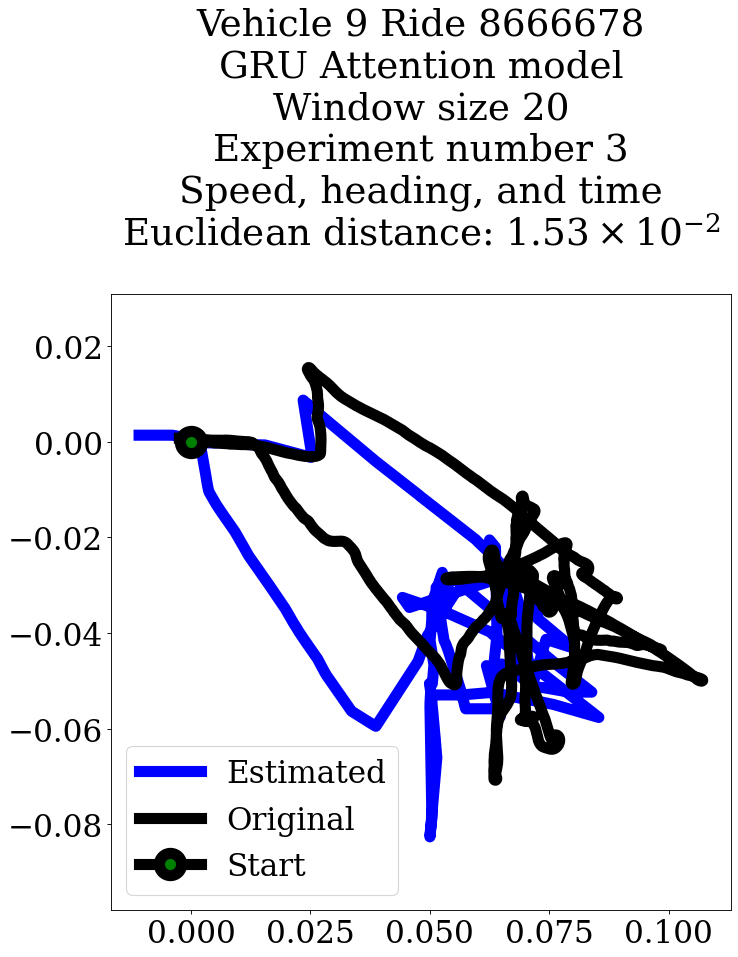 Vehicle 9 Ride 8666678
GRU Attention model
Window size 20
Experiment number 3
Speed, heading, and time
Euclidean distance: 1.53 × 10⁻²
0.02
0.00
−0.02
−0.04
−0.06
−0.08
Estimated
Original
Start
0.000 0.025 0.050 0.075 0.100